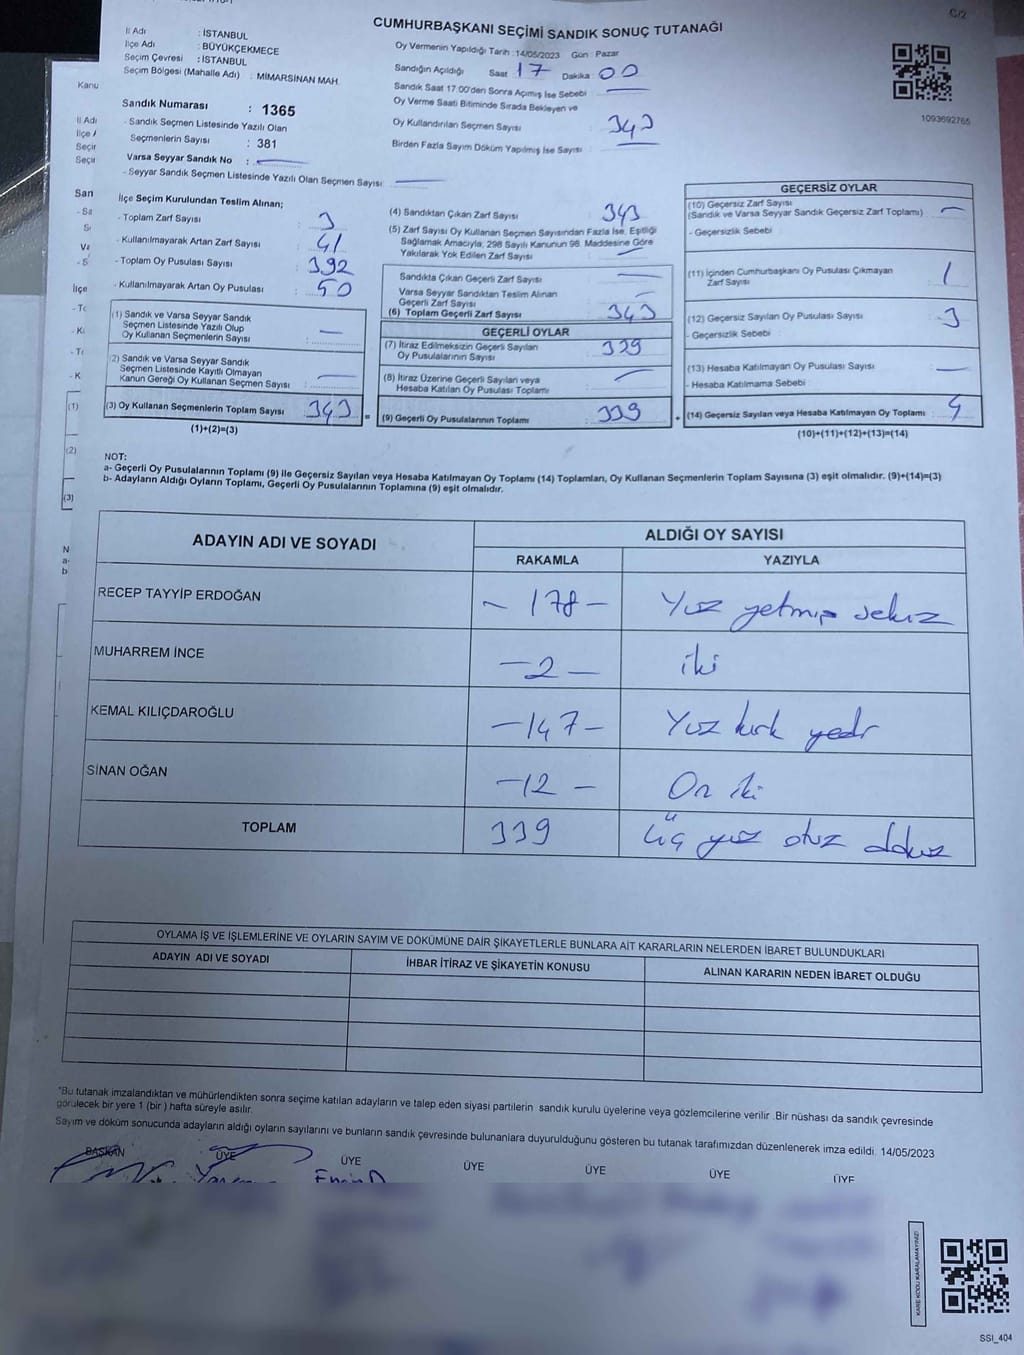 C/2
CUMHURBAŞKANI SEÇİMİ SANDIK SONUÇ TUTANAĞI
İl Adı : İSTANBUL
İlçe Adı : BÜYÜKÇEKMECE
Seçim Çevresi : İSTANBUL
Seçim Bölgesi (Mahalle Adı) : MİMARSİNAN MAH.
Sandık Numarası : 1365
- Sandık Seçmen Listesinde Yazılı Olan
Seçmenlerin Sayısı : 381
Varsa Seyyar Sandık No :
- Seyyar Sandık Seçmen Listesinde Yazılı Olan Seçmen Sayısı :
Oy Vermenin Yapıldığı Tarih : 14/05/2023 Gün : Pazar
Sandığın Açıldığı Saat 17 Dakika : 00
Sandık Saat 17:00'den Sonra Açımış İse Sebebi
Oy Verme Saati Bitiminde Sırada Bekleyen ve
Oy Kullandırılan Seçmen Sayısı : 343
Birden Fazla Sayım Döküm Yapılmış İse Sayısı :
1093692765
İlçe Seçim Kurulundan Teslim Alınan;
- Toplam Zarf Sayısı : 3
- Kullanılmayarak Artan Zarf Sayısı : 41
- Toplam Oy Pusulası Sayısı : 392
- Kullanılmayarak Artan Oy Pusulası : 50
(1) Sandık ve Varsa Seyyar Sandık
Seçmen Listesinde Yazılı Olup
Oy Kullanan Seçmenlerin Sayısı :
(2) Sandık ve Varsa Seyyar Sandık
Seçmen Listesinde Kayıtlı Olmayan
Kanun Gereği Oy Kullanan Seçmen Sayısı :
(3) Oy Kullanan Seçmenlerin Toplam Sayısı : 343 =
(1)+(2)=(3)
(4) Sandıktan Çıkan Zarf Sayısı : 343
(5) Zarf Sayısı Oy Kullanan Seçmen Sayısından Fazla İse, Eşitliği
Sağlamak Amacıyla, 298 Sayılı Kanunun 98. Maddesine Göre
Yakılarak Yok Edilen Zarf Sayısı :
Sandıkta Çıkan Geçerli Zarf Sayısı :
Varsa Seyyar Sandıktan Teslim Alınan
Geçerli Zarf Sayısı :
(6) Toplam Geçerli Zarf Sayısı : 343
GEÇERLİ OYLAR
(7) İtiraz Edilmeksizin Geçerli Sayılan
Oy Pusulalarının Sayısı : 329
(8) İtiraz Üzerine Geçerli Sayılan veya
Hesaba Katılan Oy Pusulası Toplamı :
(9) Geçerli Oy Pusulalarının Toplamı : 339 +
GEÇERSİZ OYLAR
(10) Geçersiz Zarf Sayısı
(Sandık ve Varsa Seyyar Sandık Geçersiz Zarf Toplamı) :
- Geçersizlik Sebebi :
(11) İçinden Cumhurbaşkanı Oy Pusulası Çıkmayan
Zarf Sayısı : 1
(12) Geçersiz Sayılan Oy Pusulası Sayısı : 3
- Geçersizlik Sebebi :
(13) Hesaba Katılmayan Oy Pusulası Sayısı :
- Hesaba Katılmama Sebebi :
(14) Geçersiz Sayılan veya Hesaba Katılmayan Oy Toplamı : 4
(10)+(11)+(12)+(13)=(14)
NOT:
a- Geçerli Oy Pusulalarının Toplamı (9) ile Geçersiz Sayılan veya Hesaba Katılmayan Oy Toplamı (14) Toplamları, Oy Kullanan Seçmenlerin Toplam Sayısına (3) eşit olmalıdır. (9)+(14)=(3)
b- Adayların Aldığı Oyların Toplamı, Geçerli Oy Pusulalarının Toplamına (9) eşit olmalıdır.
ADAYIN ADI VE SOYADI ALDIĞI OY SAYISI
RAKAMLA YAZIYLA
RECEP TAYYİP ERDOĞAN - 178 - Yüz yetmiş sekiz
MUHARREM İNCE - 2 - iki
KEMAL KILIÇDAROĞLU - 147 - Yüz kırk yedi
SİNAN OĞAN - 12 - On iki
TOPLAM 339 Üç yüz otuz dokuz
OYLAMA İŞ VE İŞLEMLERİNE VE OYLARIN SAYIM VE DÖKÜMÜNE DAİR ŞİKAYETLERLE BUNLARA AİT KARARLARIN NELERDEN İBARET BULUNDUKLARI
ADAYIN ADI VE SOYADI İHBAR İTİRAZ VE ŞİKAYETİN KONUSU ALINAN KARARIN NEDEN İBARET OLDUĞU
*Bu tutanak imzalandıktan ve mühürlendikten sonra seçime katılan adayların ve talep eden siyasi partilerin sandık kurulu üyelerine veya gözlemcilerine verilir. Bir nüshası da sandık çevresinde
görülecek bir yere 1 (bir ) hafta süreyle asılır.
Sayım ve döküm sonucunda adayların aldığı oyların sayılarını ve bunların sandık çevresinde bulunanlara duyurulduğunu gösteren bu tutanak tarafımızdan düzenlenerek imza edildi. 14/05/2023
BAŞKAN ÜYE ÜYE ÜYE ÜYE ÜYE ÜYE
KARE KODU KARALAMAYINIZ!
SSI_404